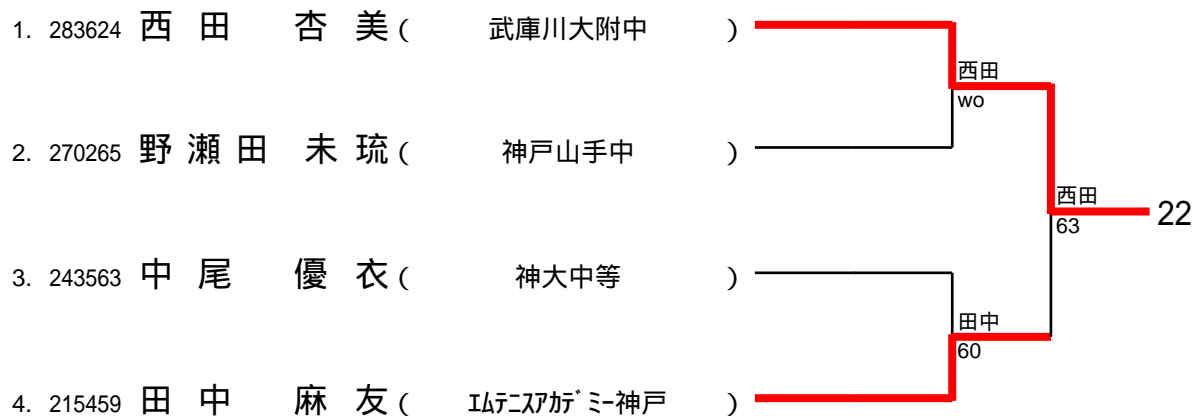 1. 283624 西田 杏美 ( 武庫川大附中 )
西田
wo
2. 270265 野瀬田 未琉 ( 神戸山手中 )
西田
63
22
3. 243563 中尾 優衣 ( 神大中等 )
田中
60
4. 215459 田中 麻友 ( ｴﾑﾃﾆｽｱｶﾃﾞﾐｰ神戸 )